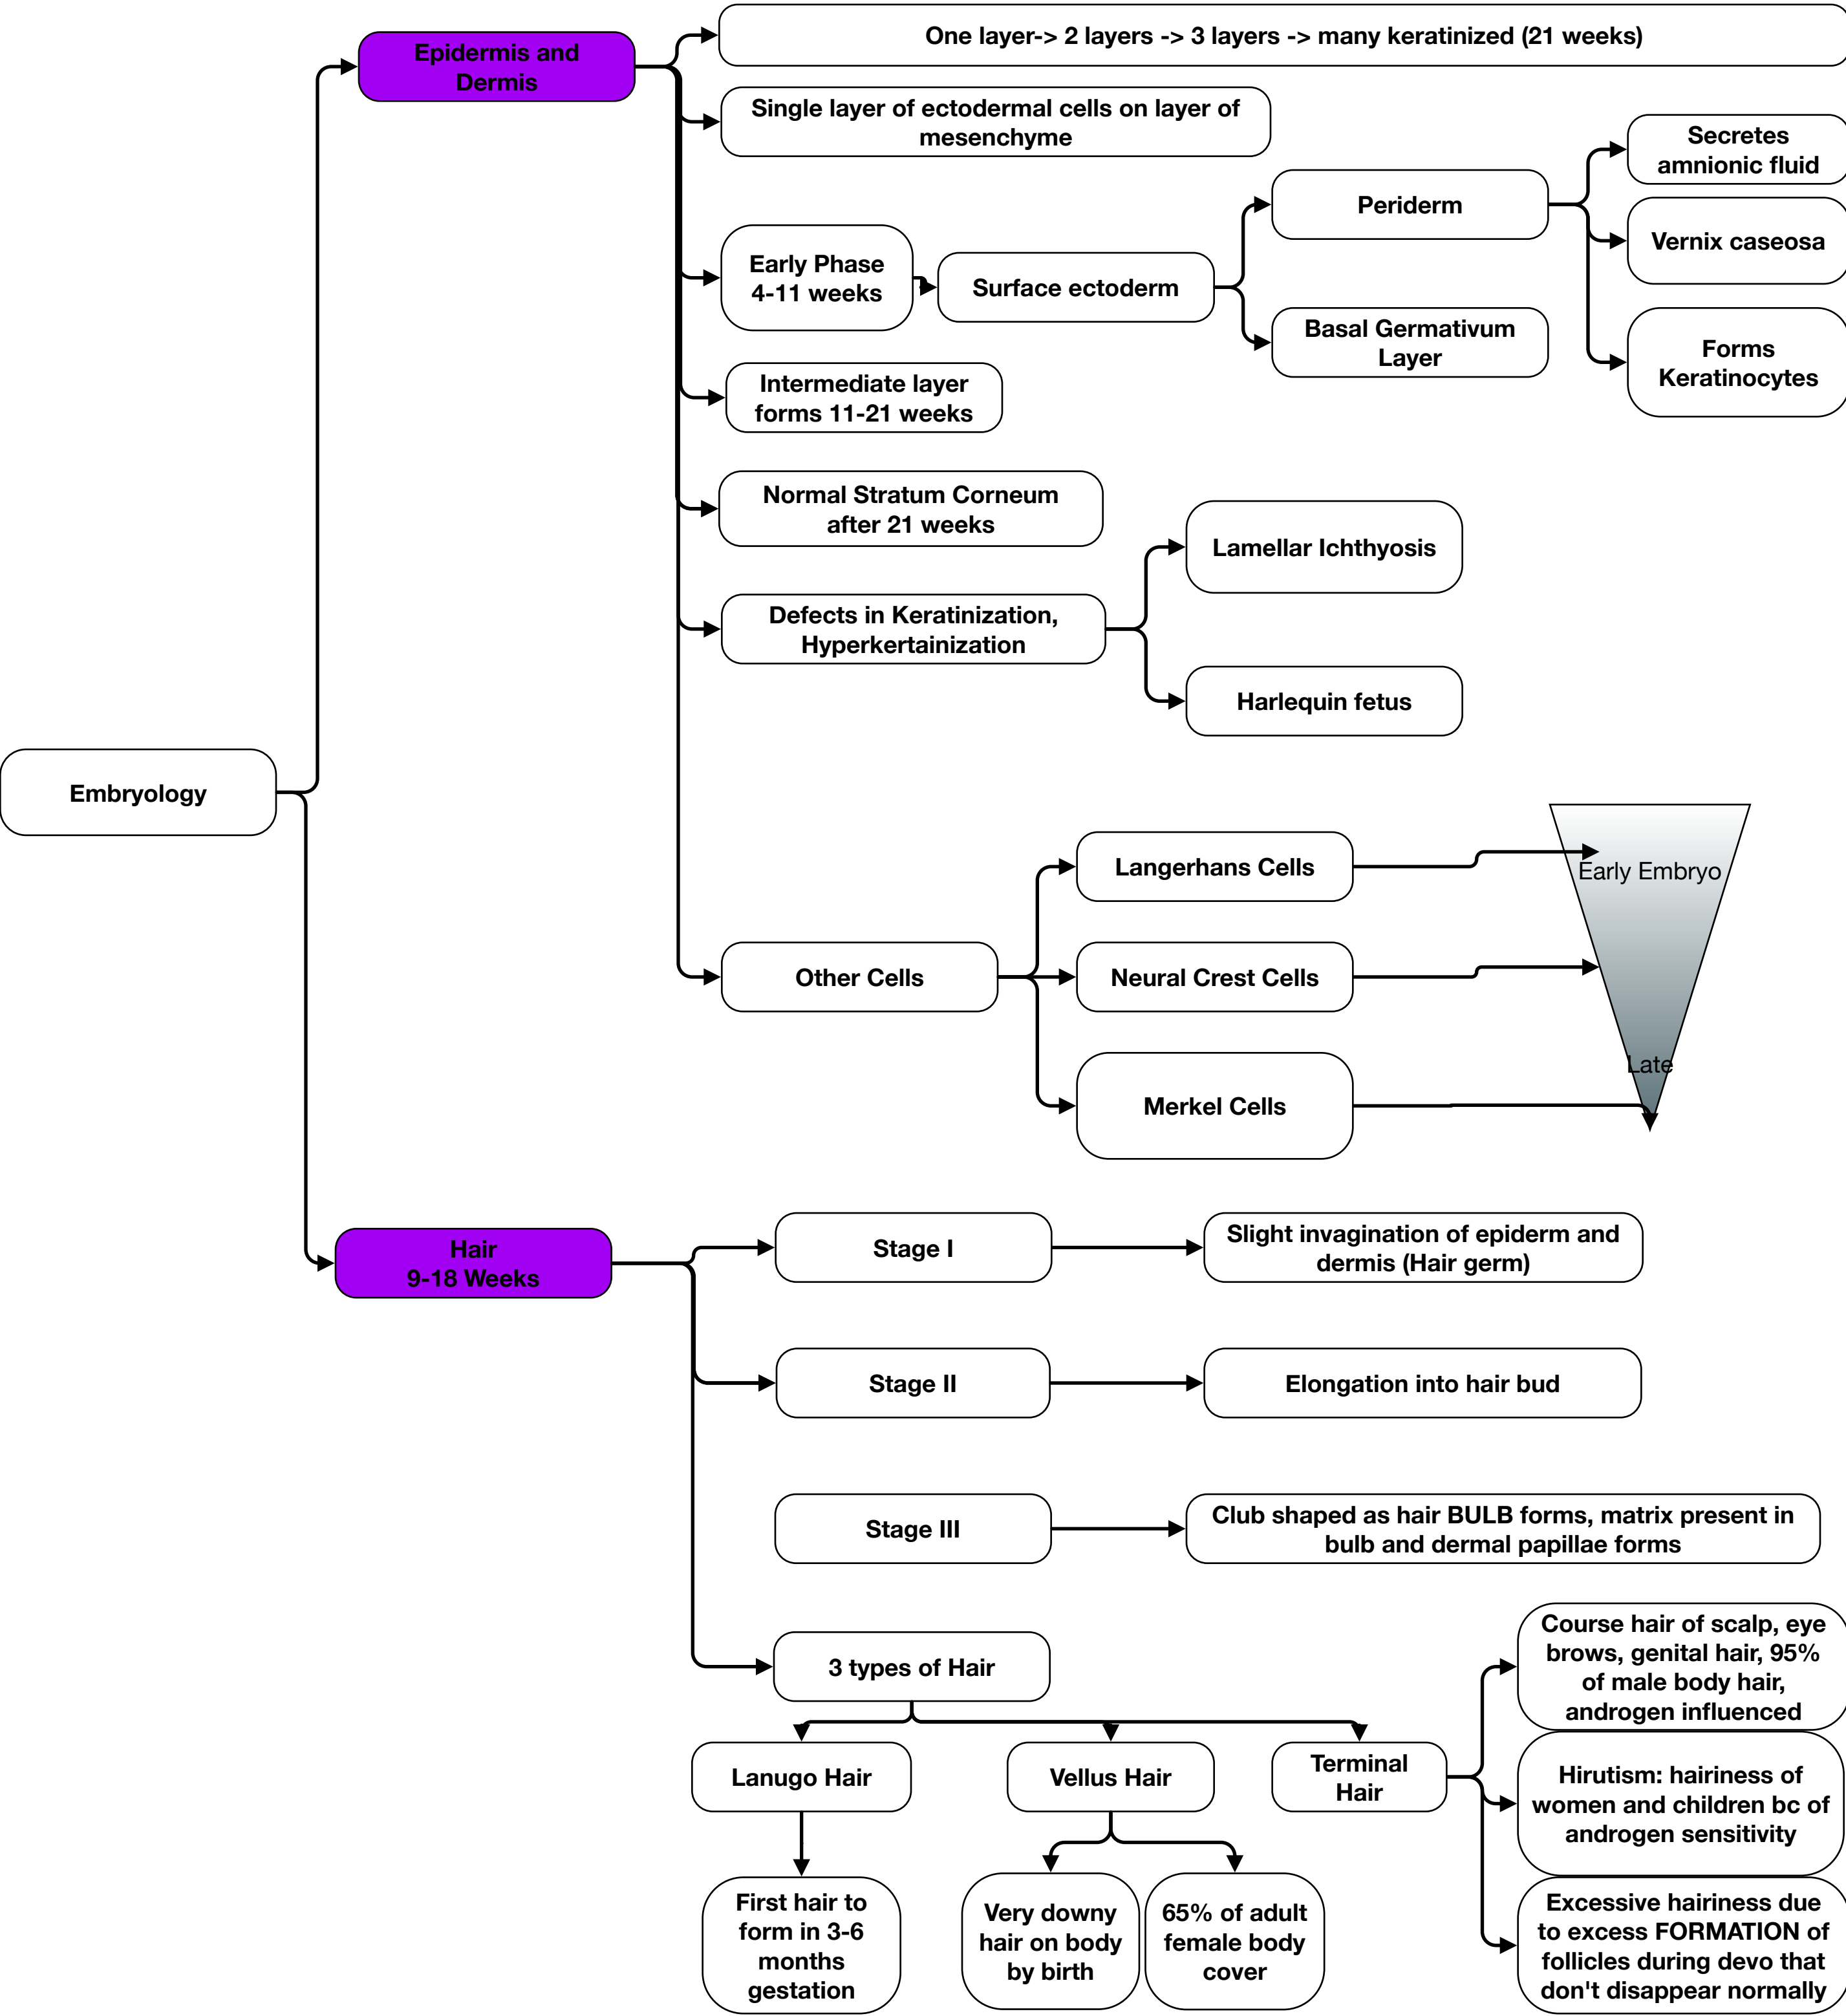 One layer-> 2 layers -> 3 layers -> many keratinized (21 weeks)
Epidermis and
Dermis
Single layer of ectodermal cells on layer of
mesenchyme
Secretes
amnionic fluid
Periderm
Vernix caseosa
Early Phase
4-11 weeks
Surface ectoderm
Basal Germativum
Layer
Forms
Keratinocytes
Intermediate layer
forms 11-21 weeks
Normal Stratum Corneum
after 21 weeks
Lamellar Ichthyosis
Defects in Keratinization,
Hyperkertainization
Harlequin fetus
Embryology
Langerhans Cells
Early Embryo
Other Cells
Neural Crest Cells
Late
Merkel Cells
Hair
9-18 Weeks
Stage I
Slight invagination of epiderm and
dermis (Hair germ)
Stage II
Elongation into hair bud
Stage III
Club shaped as hair BULB forms, matrix present in
bulb and dermal papillae forms
3 types of Hair
Course hair of scalp, eye
brows, genital hair, 95%
of male body hair,
androgen influenced
Lanugo Hair
Vellus Hair
Terminal
Hair
Hirutism: hairiness of
women and children bc of
androgen sensitivity
First hair to
form in 3-6
months
gestation
Very downy
hair on body
by birth
65% of adult
female body
cover
Excessive hairiness due
to excess FORMATION of
follicles during devo that
don't disappear normally